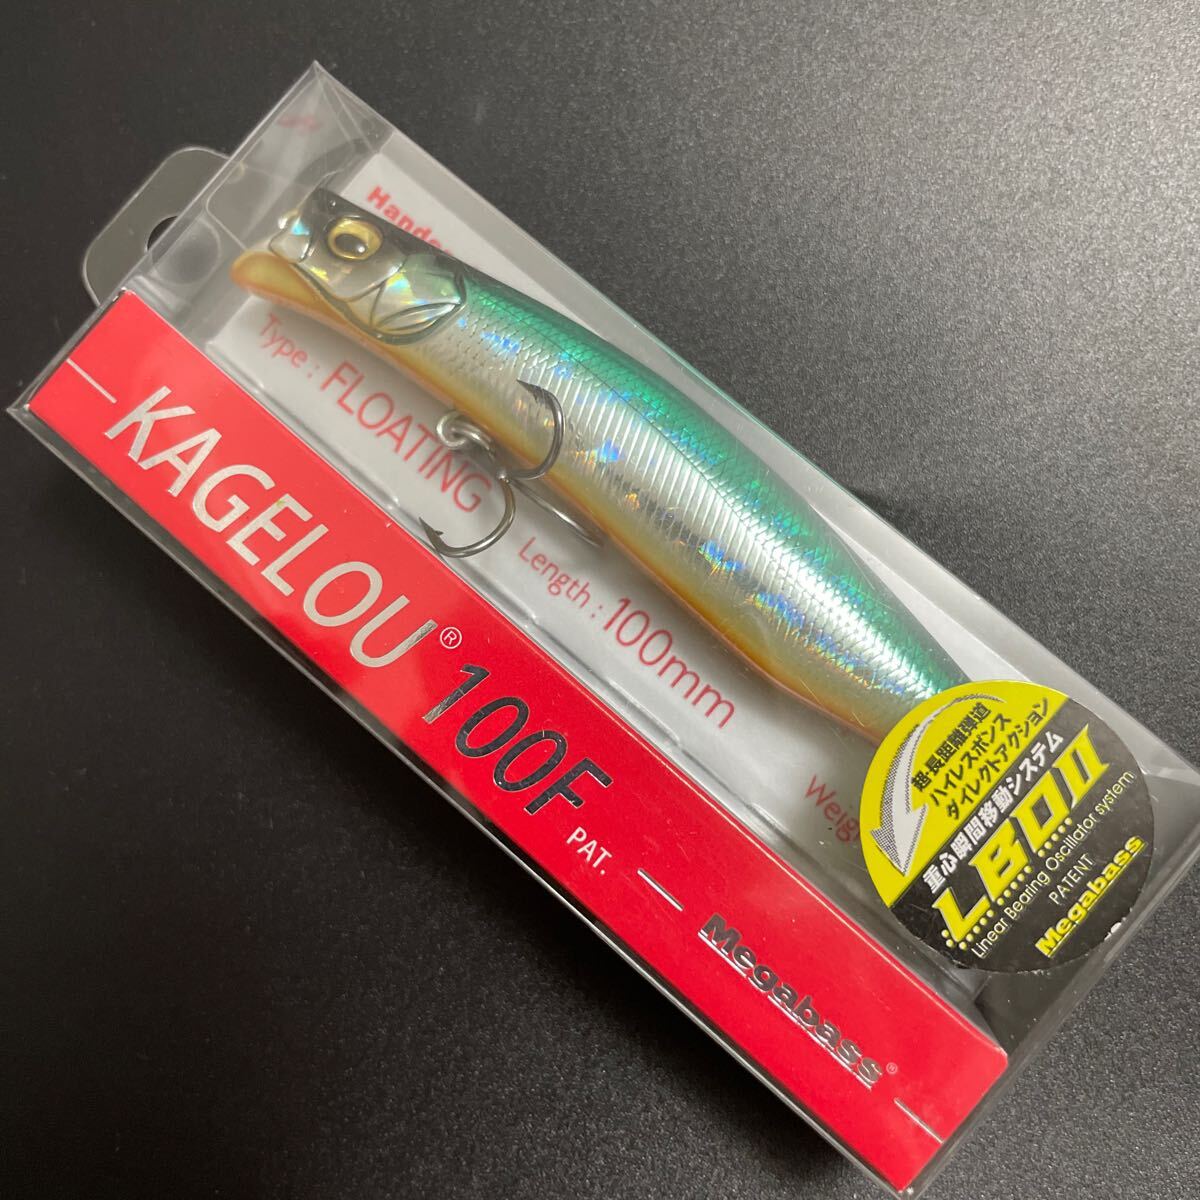 Type : FLOATING
Length : 100mm
KAGELOU® 100F PAT.
Megabass®
超・長距離弾道
ハイレスポンス
ダイレクトアクション
重心瞬間移動システム
LBOII
Linear Bearing Oscillator system
PATENT
Megabass